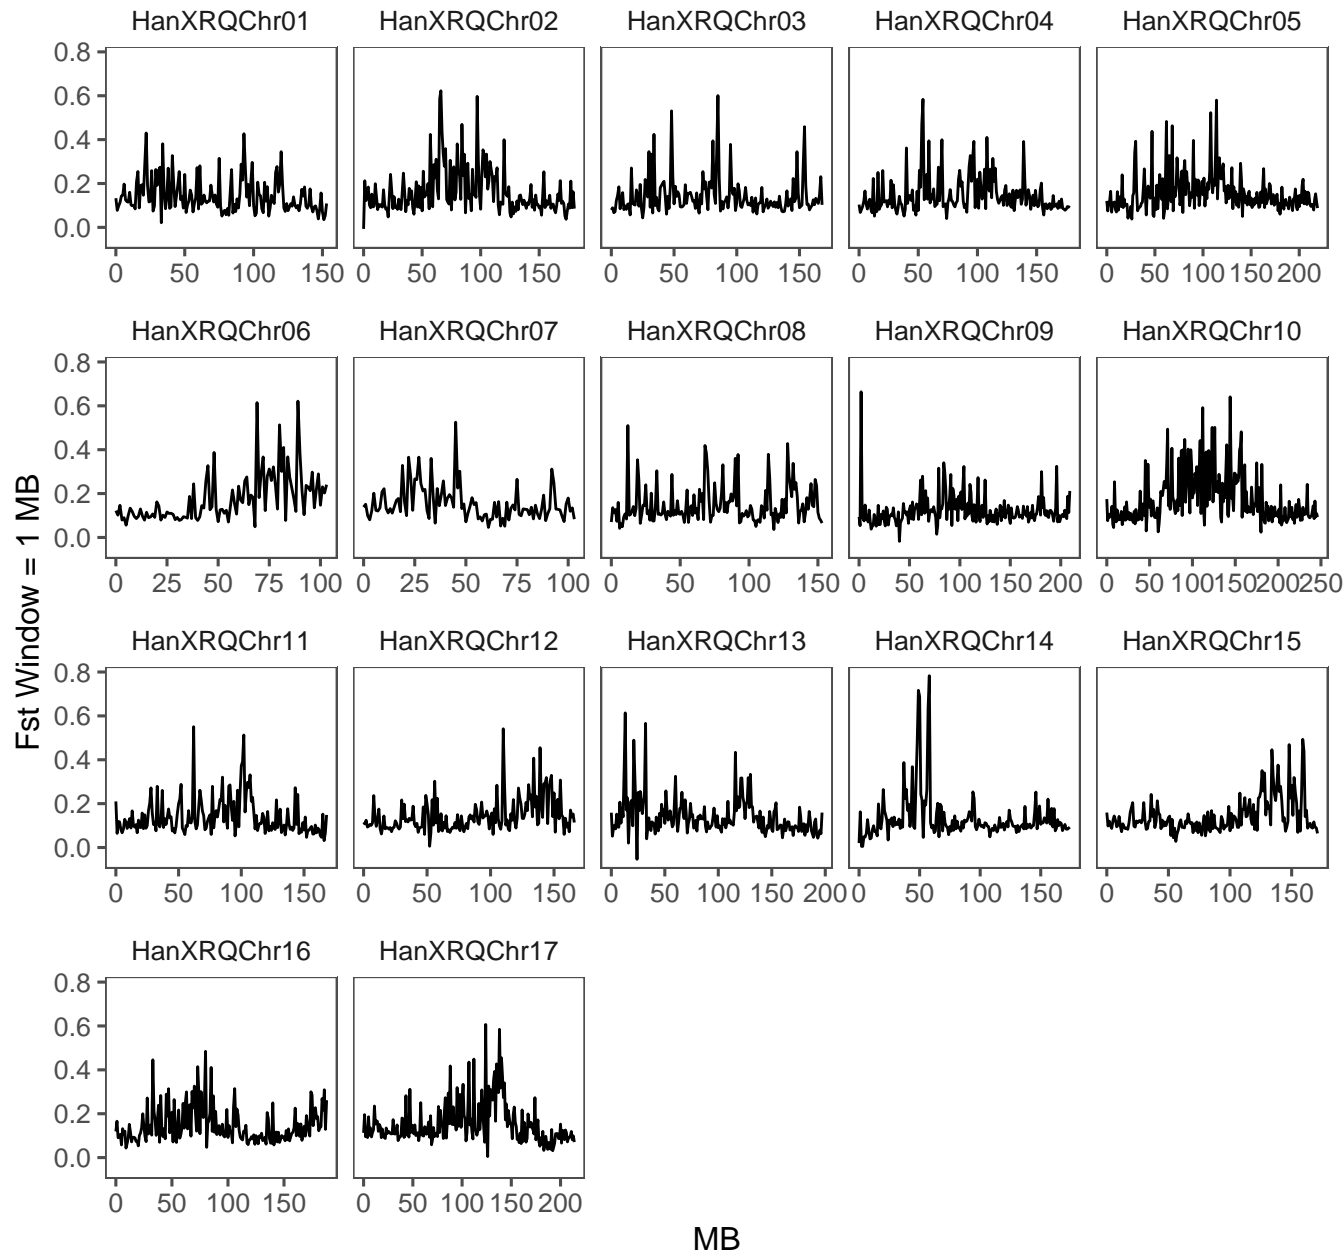 HanXRQChr01 HanXRQChr02 HanXRQChr03 HanXRQChr04 HanXRQChr05
0.8
0.6
0.4
0.2
0.0
0 50 100 150 0 50 100 150 0 50 100 150 0 50 100 150 0 50 100 150 200
HanXRQChr06 HanXRQChr07 HanXRQChr08 HanXRQChr09 HanXRQChr10
0.8
0.6
0.4
0.2
0.0
0 25 50 75 100 0 25 50 75 100 0 50 100 150 0 50 100 150 200 0 50 100 150 200 250
Fst Window = 1 MB
HanXRQChr11 HanXRQChr12 HanXRQChr13 HanXRQChr14 HanXRQChr15
0.8
0.6
0.4
0.2
0.0
0 50 100 150 0 50 100 150 0 50 100 150 200 0 50 100 150 0 50 100 150
HanXRQChr16 HanXRQChr17
0.8
0.6
0.4
0.2
0.0
0 50 100 150 0 50 100 150 200
MB